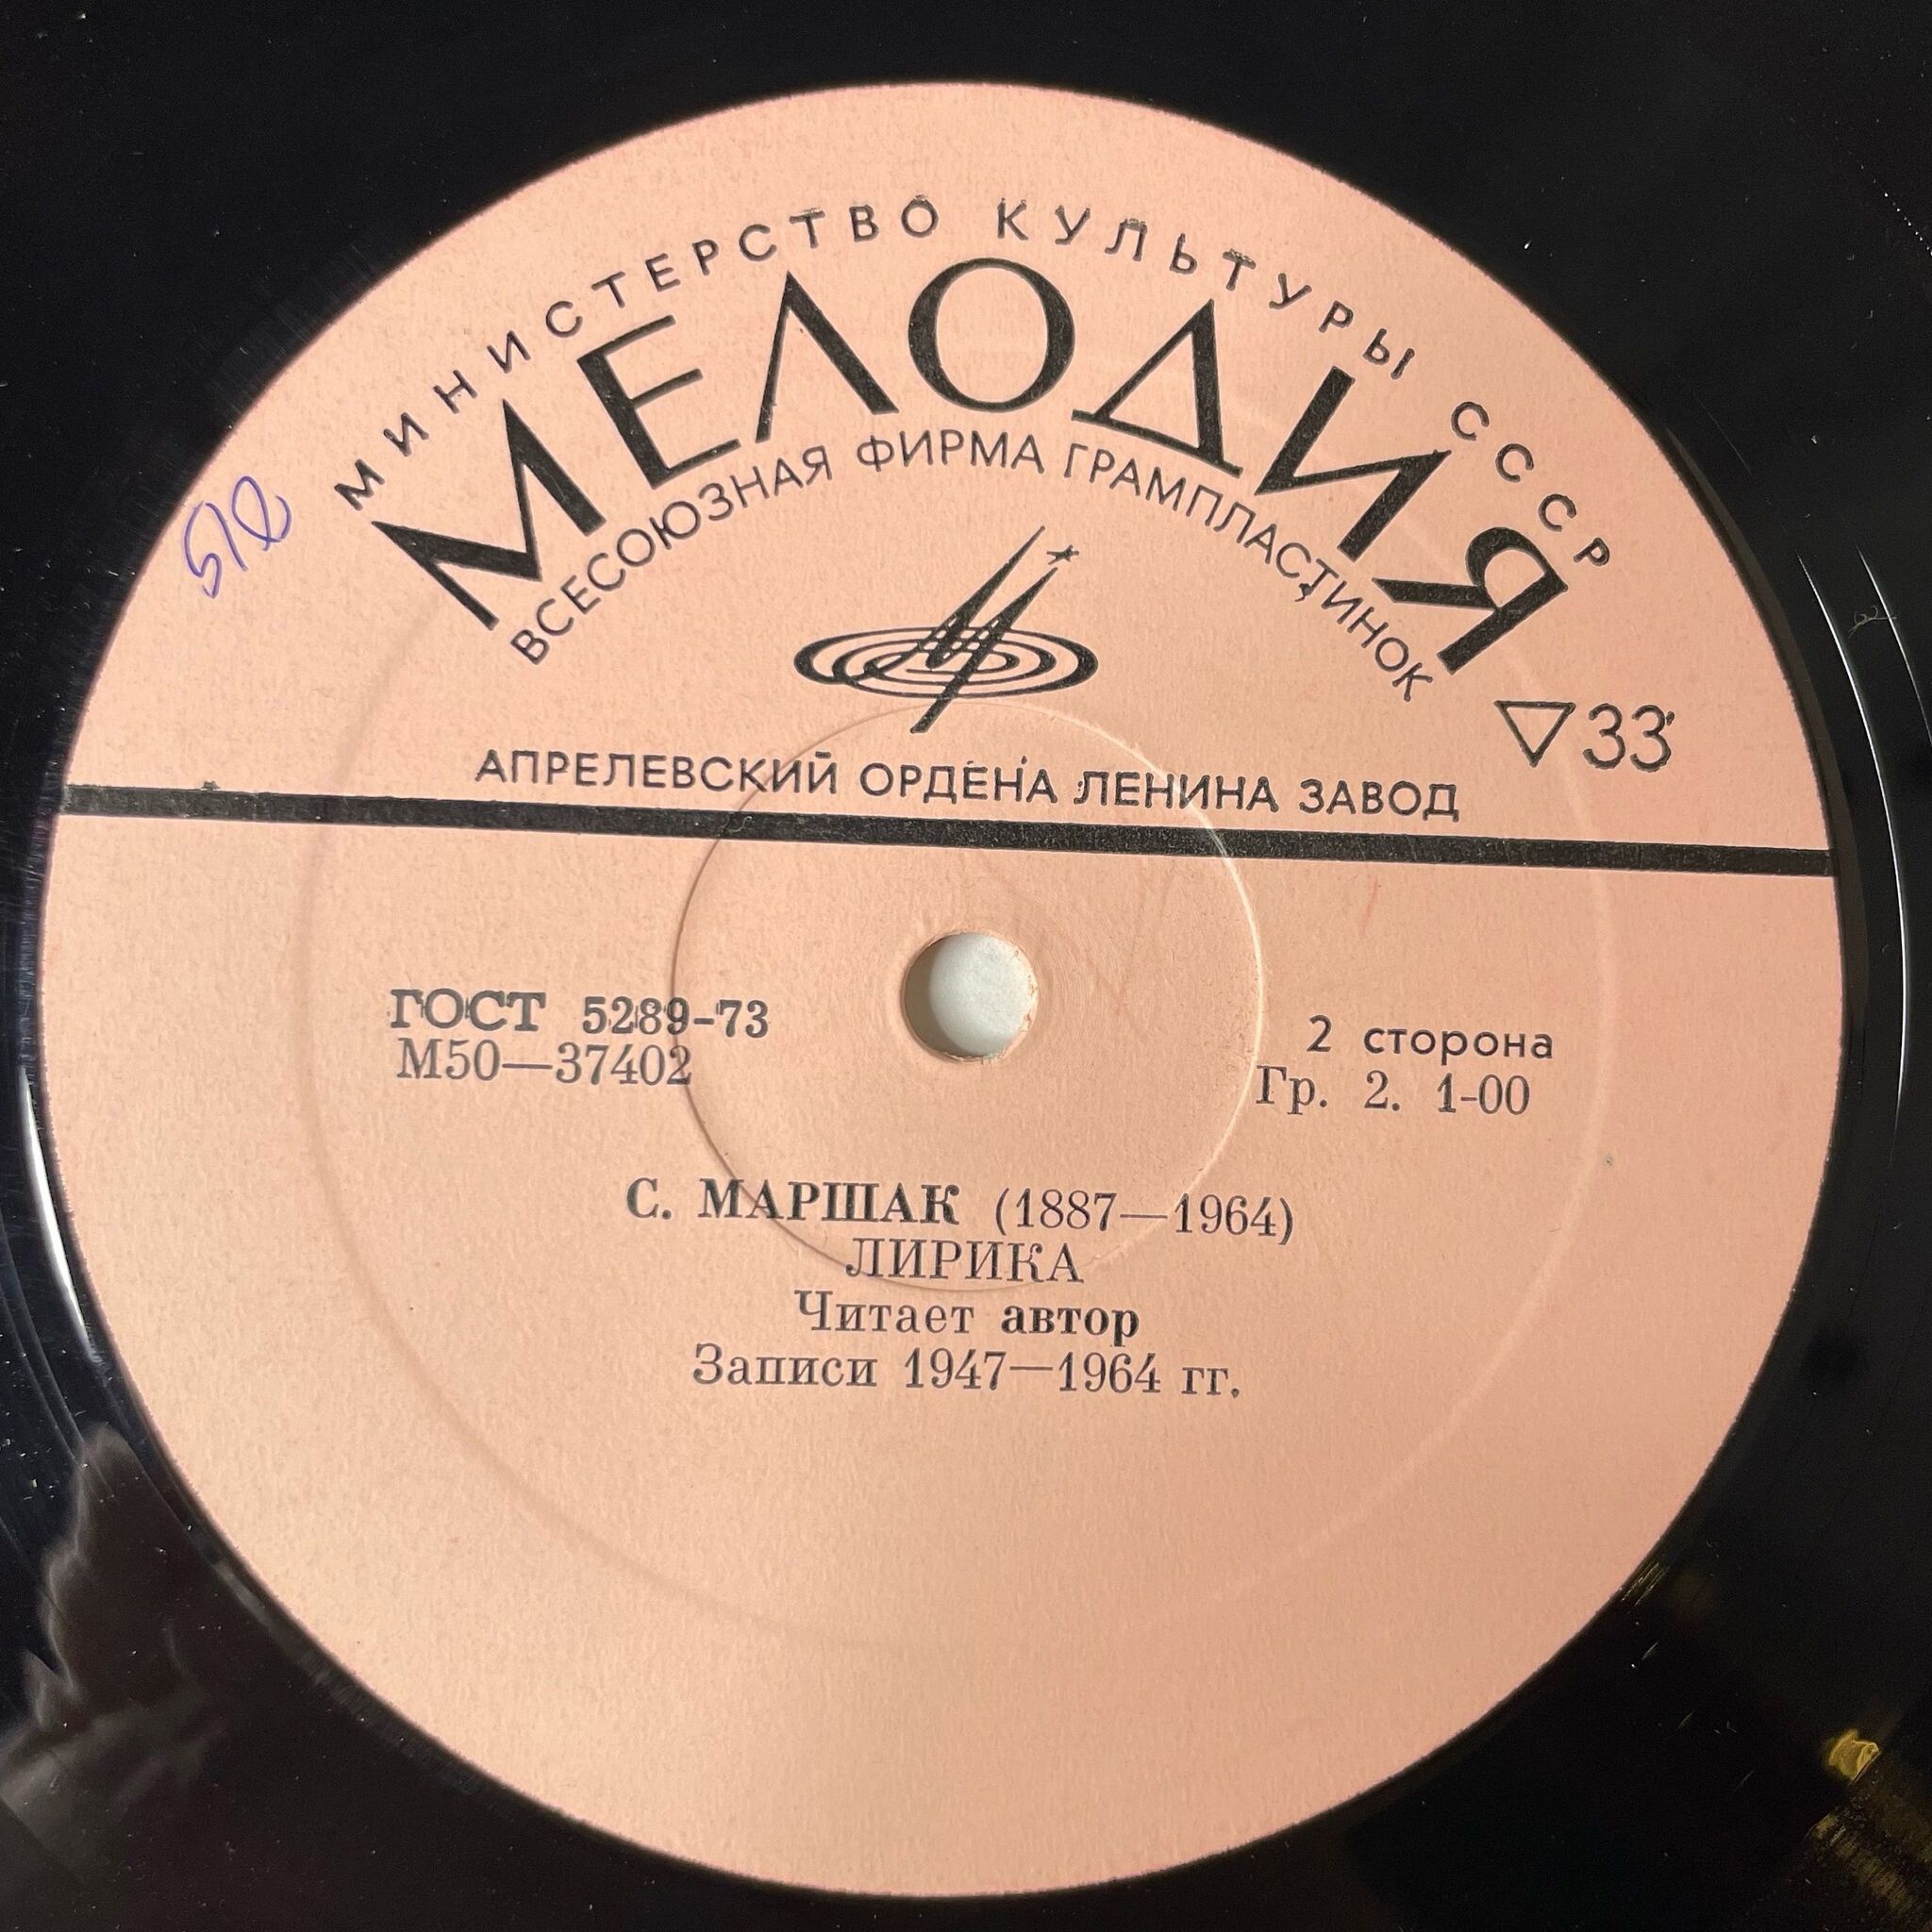 МИНИСТЕРСТВО КУЛЬТУРЫ СССР
МЕЛОДИЯ
ВСЕСОЮЗНАЯ ФИРМА ГРАМПЛАСТИНОК
▽33
АПРЕЛЕВСКИЙ ОРДЕНА ЛЕНИНА ЗАВОД
ГОСТ 5289-73
М50—37402
2 сторона
Гр. 2. 1-00
С. МАРШАК (1887—1964)
ЛИРИКА
Читает автор
Записи 1947—1964 гг.